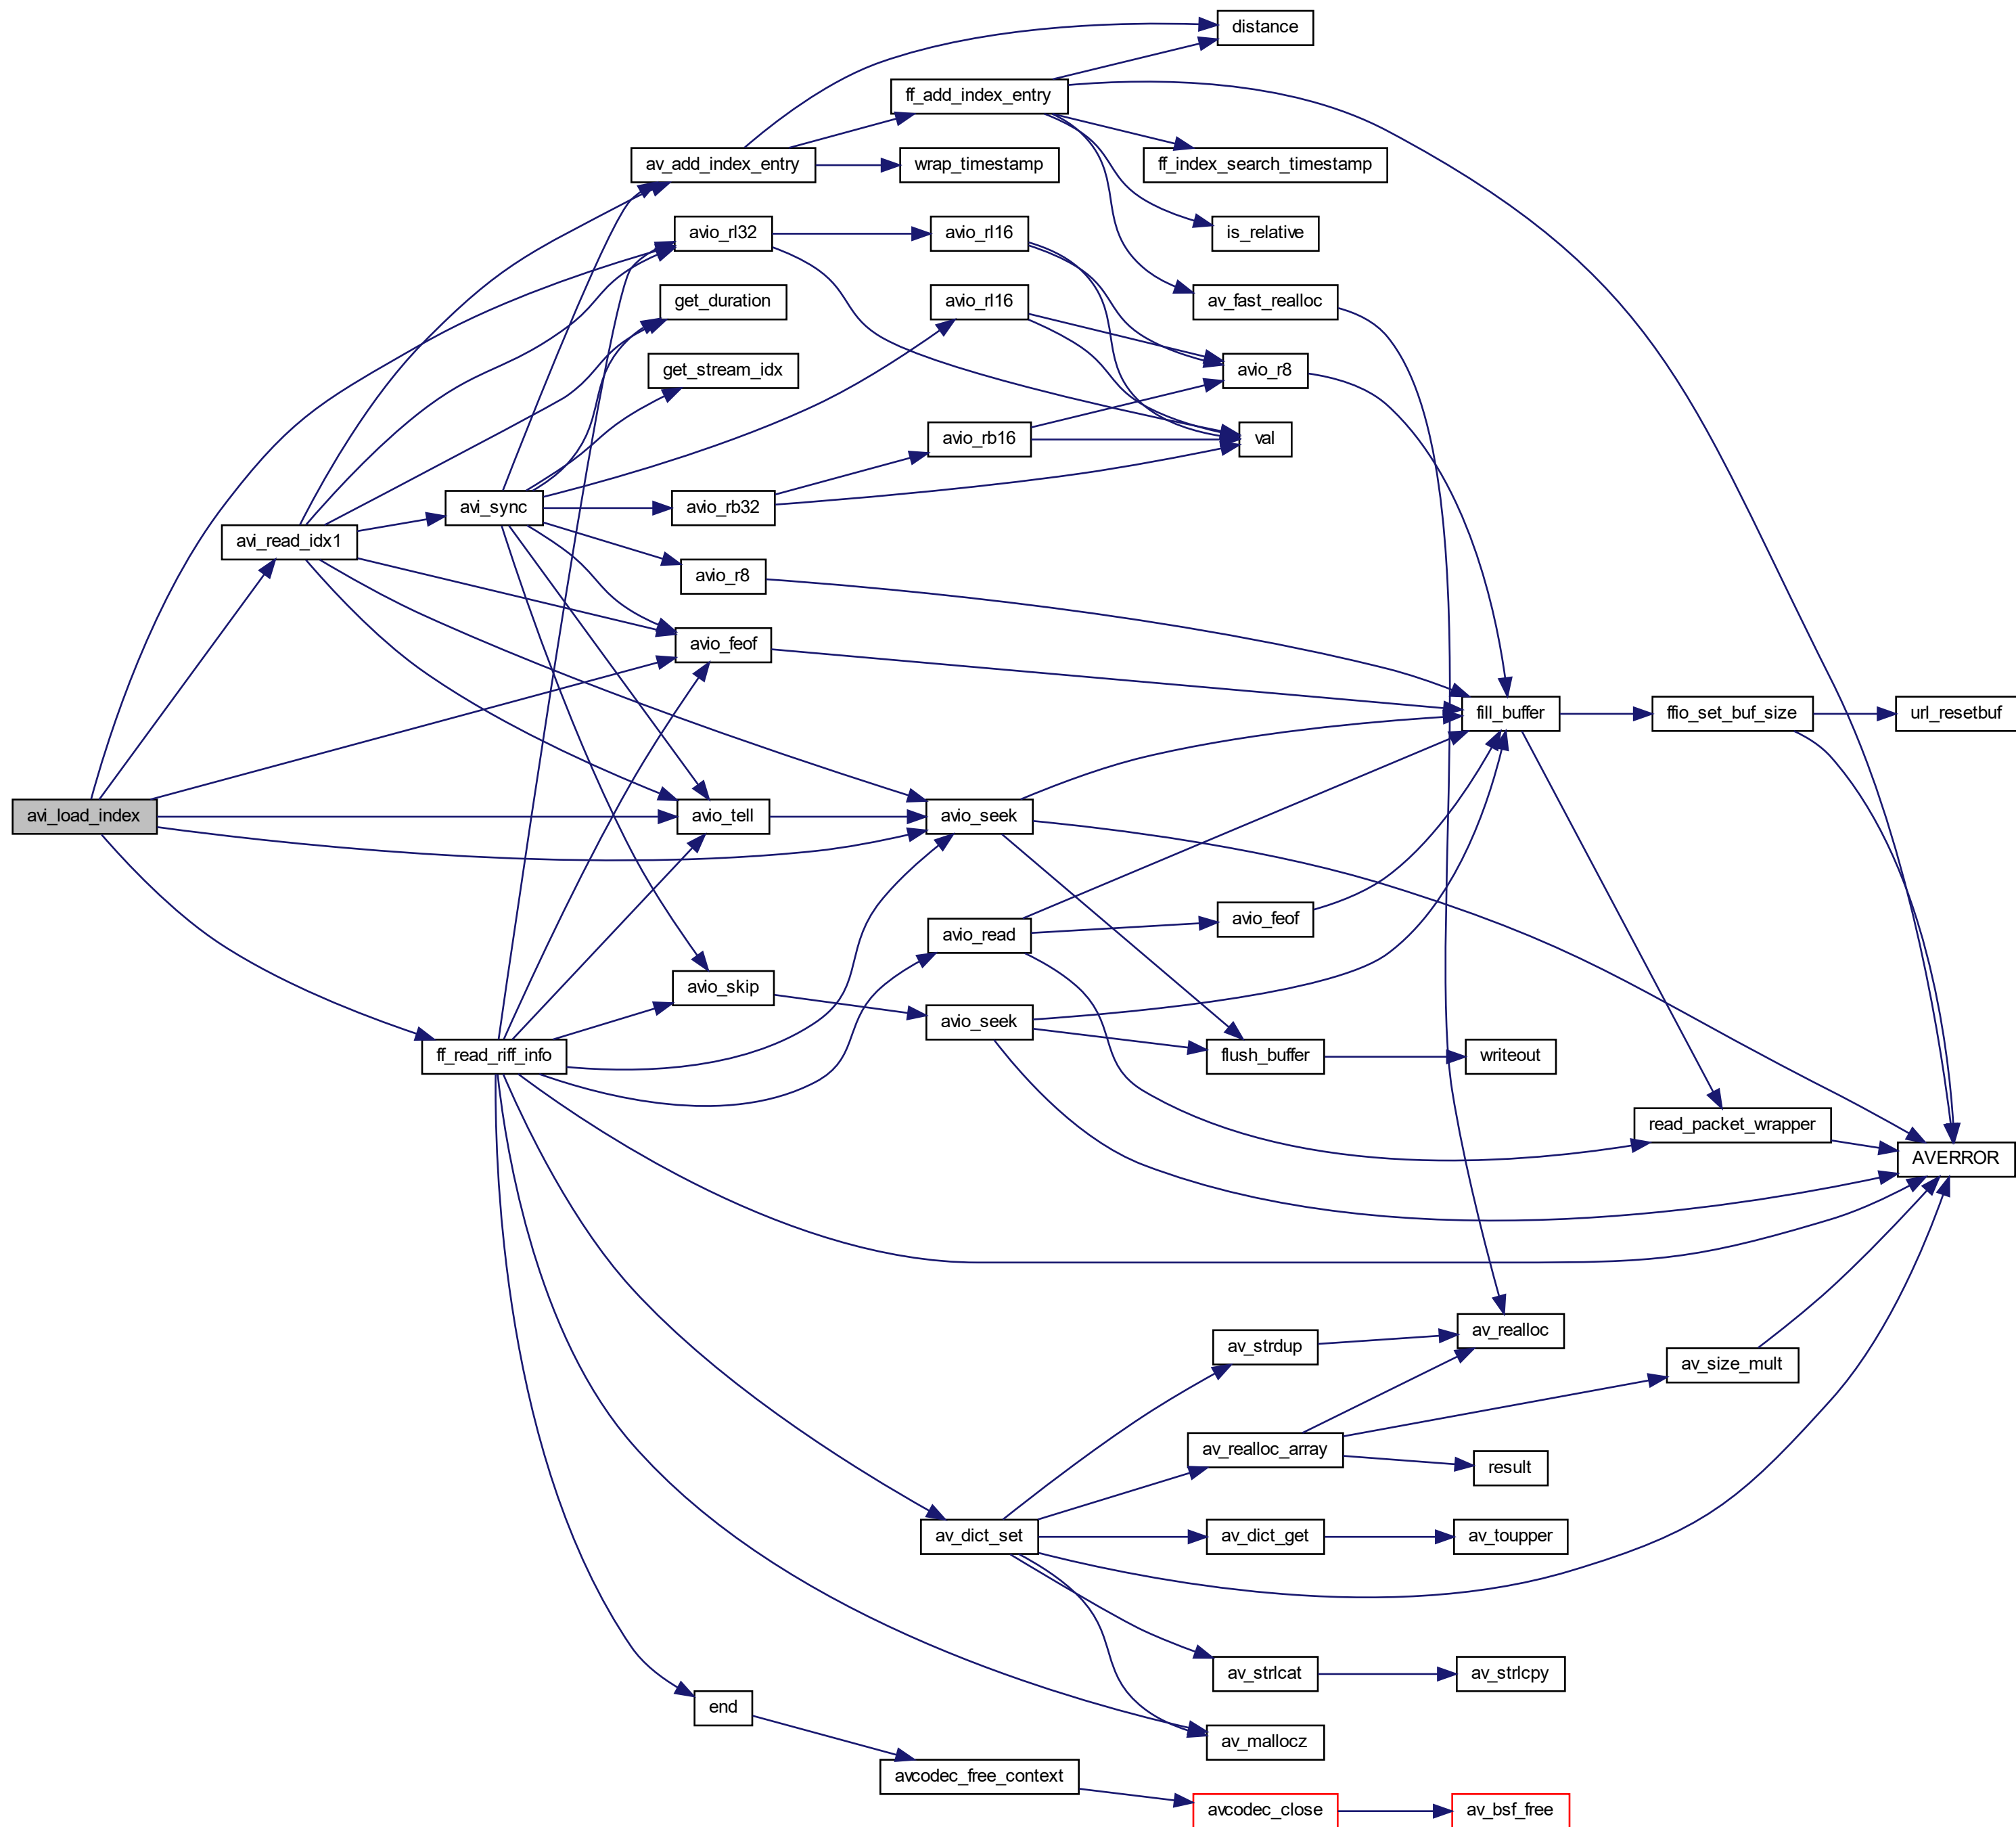 distance
ff_add_index_entry
av_add_index_entry
wrap_timestamp
ff_index_search_timestamp
avio_rl32
avio_rl16
is_relative
get_duration
avio_rl16
av_fast_realloc
get_stream_idx
avio_r8
avio_rb16
val
avi_sync
avio_rb32
avi_read_idx1
avio_r8
avio_feof
fill_buffer
ffio_set_buf_size
url_resetbuf
avi_load_index
avio_tell
avio_seek
avio_read
avio_feof
avio_skip
avio_seek
ff_read_riff_info
flush_buffer
writeout
read_packet_wrapper
AVERROR
av_realloc
av_strdup
av_size_mult
av_realloc_array
result
av_dict_set
av_dict_get
av_toupper
av_strlcat
av_strlcpy
end
av_mallocz
avcodec_free_context
avcodec_close
av_bsf_free